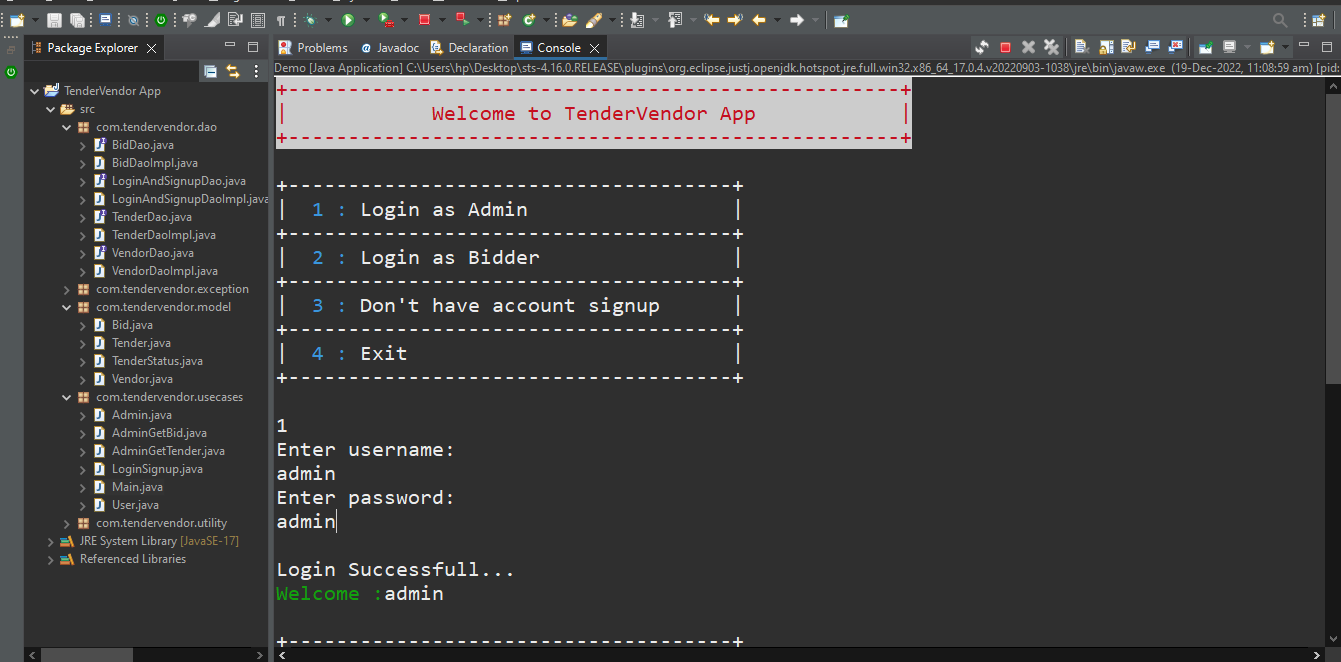 Package Explorer
Problems
@ Javadoc
Declaration
Console
Demo [Java Application] C:\Users\hp\Desktop\sts-4.16.0.RELEASE\plugins\org.eclipse.justj.openjdk.hotspot.jre.full.win32.x86_64_17.0.4.v20220903-1038\jre\bin\javaw.exe (19-Dec-2022, 11:08:59 am) [pid:
TenderVendor App
src
com.tendervendor.dao
BidDao.java
BidDaoImpl.java
LoginAndSignupDao.java
LoginAndSignupDaoImpl.java
TenderDao.java
TenderDaoImpl.java
VendorDao.java
VendorDaoImpl.java
com.tendervendor.exception
com.tendervendor.model
Bid.java
Tender.java
TenderStatus.java
Vendor.java
com.tendervendor.usecases
Admin.java
AdminGetBid.java
AdminGetTender.java
LoginSignup.java
Main.java
User.java
com.tendervendor.utility
JRE System Library [JavaSE-17]
Referenced Libraries
+----------------------------------------------------+
| Welcome to TenderVendor App |
+----------------------------------------------------+
+--------------------------------------+
| 1 : Login as Admin |
+--------------------------------------+
| 2 : Login as Bidder |
+--------------------------------------+
| 3 : Don't have account signup |
+--------------------------------------+
| 4 : Exit |
+--------------------------------------+
1
Enter username:
admin
Enter password:
admin
Login Successfull...
Welcome :admin
+--------------------------------------+